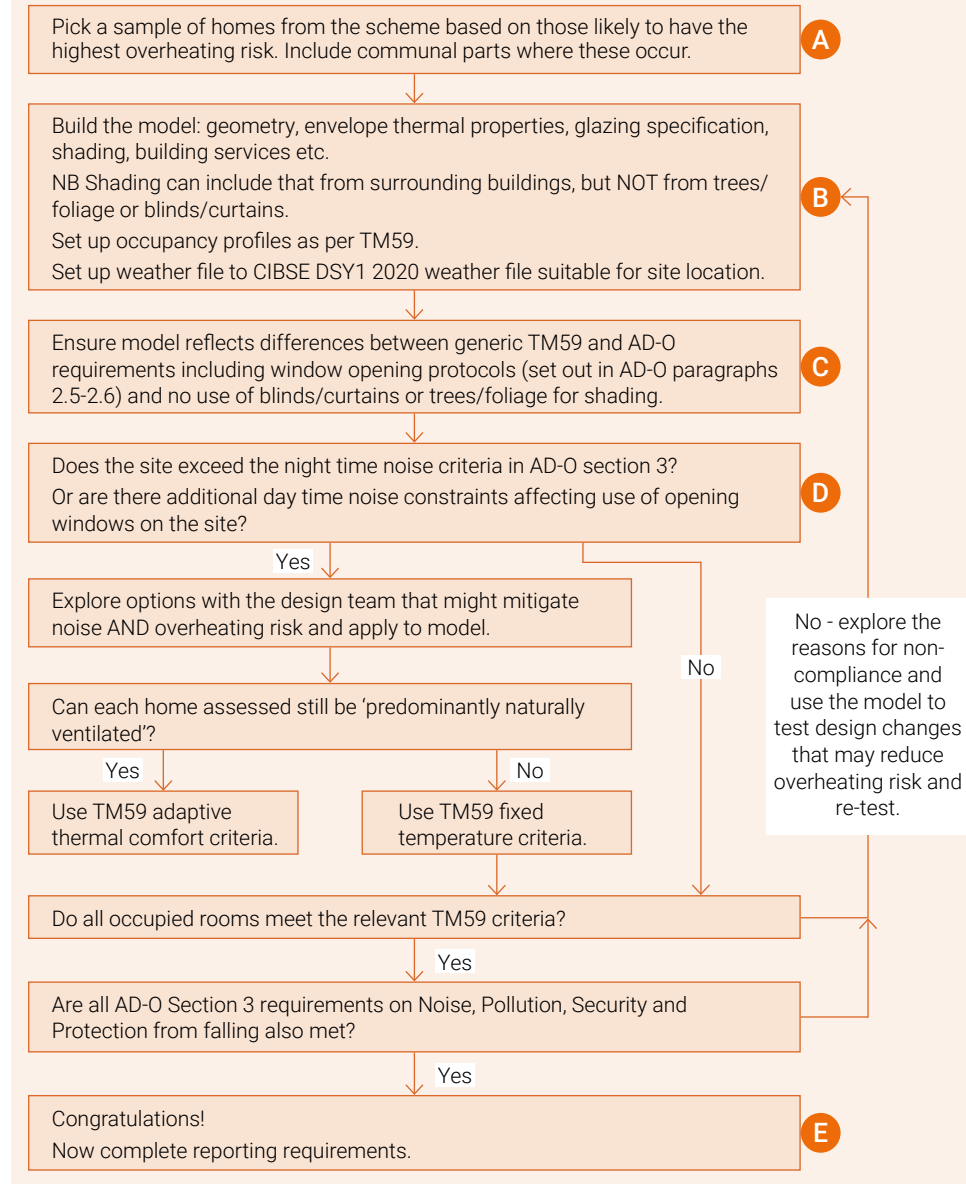 Pick a sample of homes from the scheme based on those likely to have the
highest overheating risk. Include communal parts where these occur.
A
Build the model: geometry, envelope thermal properties, glazing specification,
shading, building services etc.
NB Shading can include that from surrounding buildings, but NOT from trees/
foliage or blinds/curtains.
Set up occupancy profiles as per TM59.
Set up weather file to CIBSE DSY1 2020 weather file suitable for site location.
B
Ensure model reflects differences between generic TM59 and AD-O
requirements including window opening protocols (set out in AD-O paragraphs
2.5-2.6) and no use of blinds/curtains or trees/foliage for shading.
C
Does the site exceed the night time noise criteria in AD-O section 3?
Or are there additional day time noise constraints affecting use of opening
windows on the site?
D
Yes
Explore options with the design team that might mitigate
noise AND overheating risk and apply to model.
No
Can each home assessed still be ‘predominantly naturally
ventilated’?
Yes
No
Use TM59 adaptive
thermal comfort criteria.
Use TM59 fixed
temperature criteria.
No - explore the
reasons for non-
compliance and
use the model to
test design changes
that may reduce
overheating risk and
re-test.
Do all occupied rooms meet the relevant TM59 criteria?
Yes
Are all AD-O Section 3 requirements on Noise, Pollution, Security and
Protection from falling also met?
Yes
Congratulations!
Now complete reporting requirements.
E